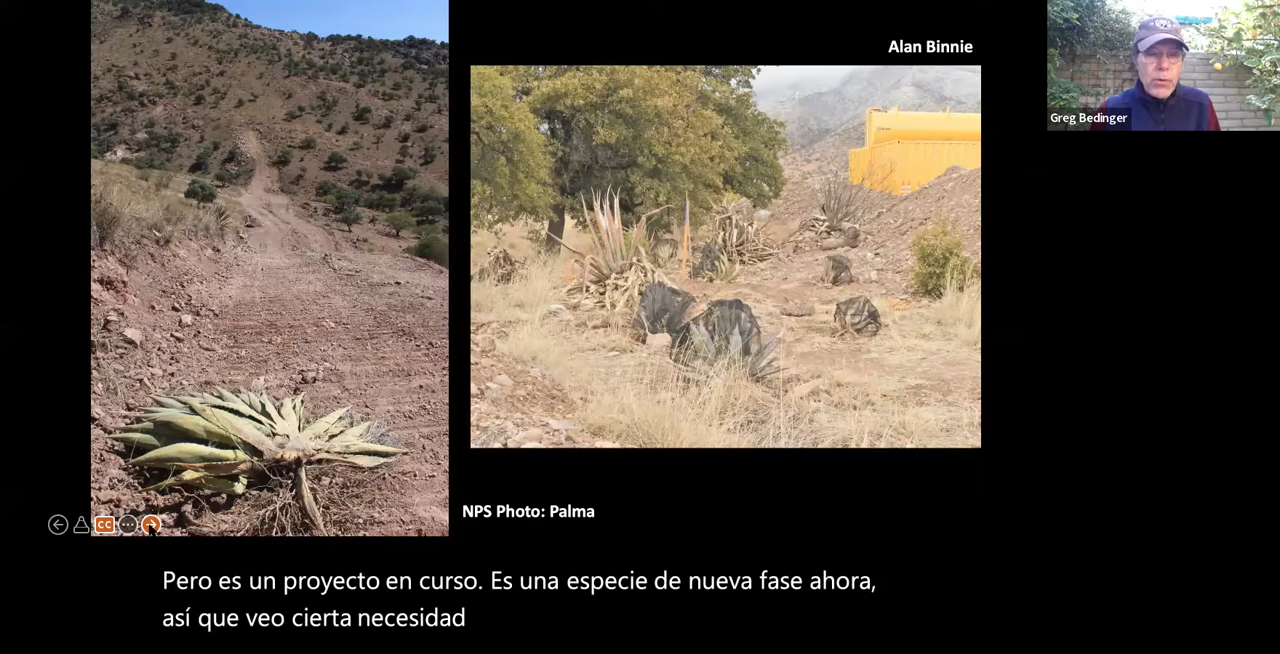 Alan Binnie
Greg Bedinger
NPS Photo: Palma
CC
Pero es un proyecto en curso. Es una especie de nueva fase ahora,
así que veo cierta necesidad